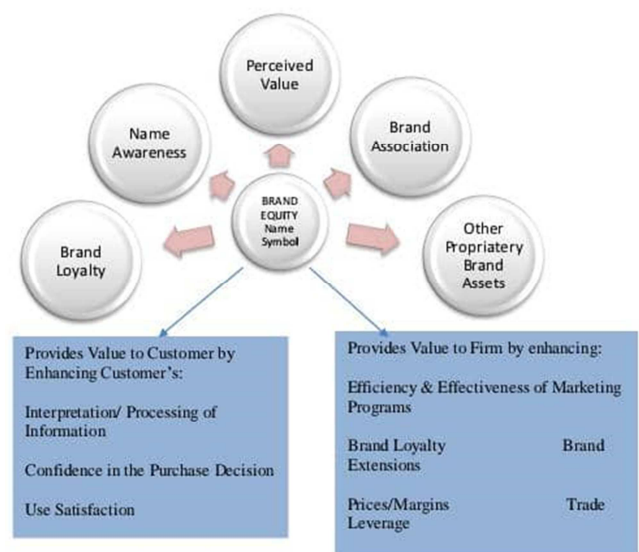 Perceived
Value
Name
Awareness
Brand
Association
BRAND
EQUITY
Name
Symbol
Brand
Loyalty
Other
Propriatery
Brand
Assets
Provides Value to Customer by
Enhancing Customer's:
Interpretation/ Processing of
Information
Confidence in the Purchase Decision
Use Satisfaction
Provides Value to Firm by enhancing:
Efficiency & Effectiveness of Marketing
Programs
Brand Loyalty Brand
Extensions
Prices/Margins Trade
Leverage